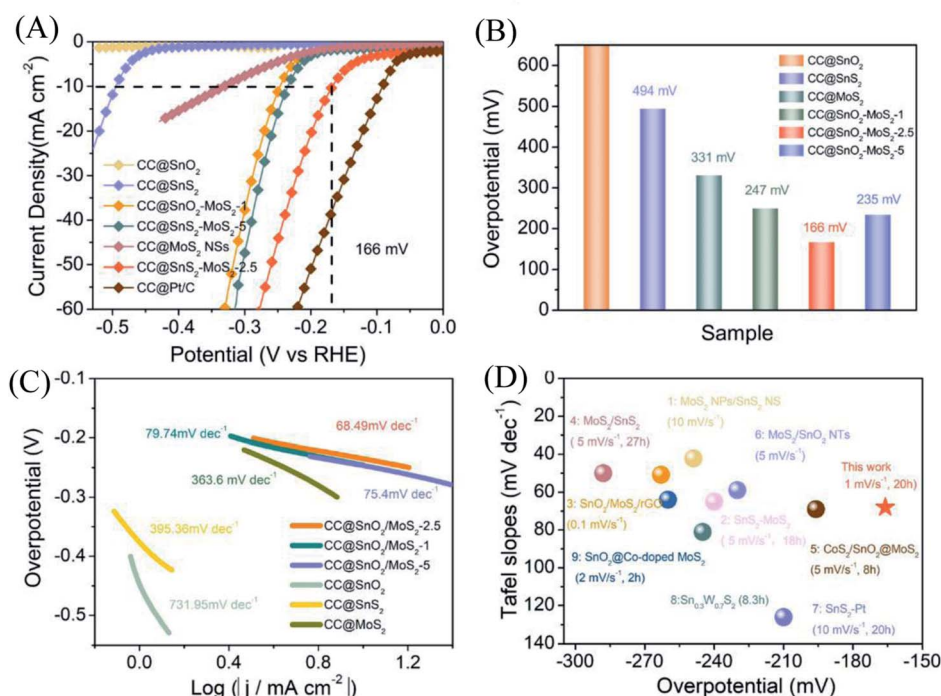 (A)
Current Density(mA cm-2)
0
-10
-20
-30
-40
-50
-60
CC@SnO2
CC@SnS2
CC@SnO2-MoS2-1
CC@SnS2-MoS2-5
CC@MoS2 NSs
CC@SnS2-MoS2-2.5
CC@Pt/C
166 mV
-0.5
-0.4
-0.3
-0.2
-0.1
0.0
Potential (V vs RHE)
(B)
Overpotential (mV)
600
500
400
300
200
100
0
494 mV
331 mV
247 mV
166 mV
235 mV
CC@SnO2
CC@SnS2
CC@MoS2
CC@SnO2-MoS2-1
CC@SnO2-MoS2-2.5
CC@SnO2-MoS2-5
Sample
(C)
Overpotential (V)
-0.1
-0.2
-0.3
-0.4
-0.5
79.74mV dec-1
68.49mV dec-1
363.6 mV dec-1
75.4mV dec-1
395.36mV dec-1
731.95mV dec-1
CC@SnO2/MoS2-2.5
CC@SnO2/MoS2-1
CC@SnO2/MoS2-5
CC@SnO2
CC@SnS2
CC@MoS2
0.0
0.4
0.8
1.2
Log (|j / mA cm-2|)
(D)
Tafel slopes (mV dec-1)
0
20
40
60
80
100
120
140
1: MoS2 NPs/SnS2 NS
(10 mV/s-1)
4: MoS2/SnS2
( 5 mV/s-1, 27h)
6: MoS2/SnO2 NTs
(5 mV/s-1)
This work
1 mV/s-1, 20h)
3: SnO2/MoS2/rGO
(0.1 mV/s-1)
2: SnS2-MoS2
( 5 mV/s-1, 18h)
9: SnO2@Co-doped MoS2
(2 mV/s-1, 2h)
5: CoS2/SnO2@MoS2
(5 mV/s-1, 8h)
8:Sn0.3W0.7S2 (8.3h)
7: SnS2-Pt
(10 mV/s-1, 20h)
-300
-270
-240
-210
-180
-150
Overpotential (mV)